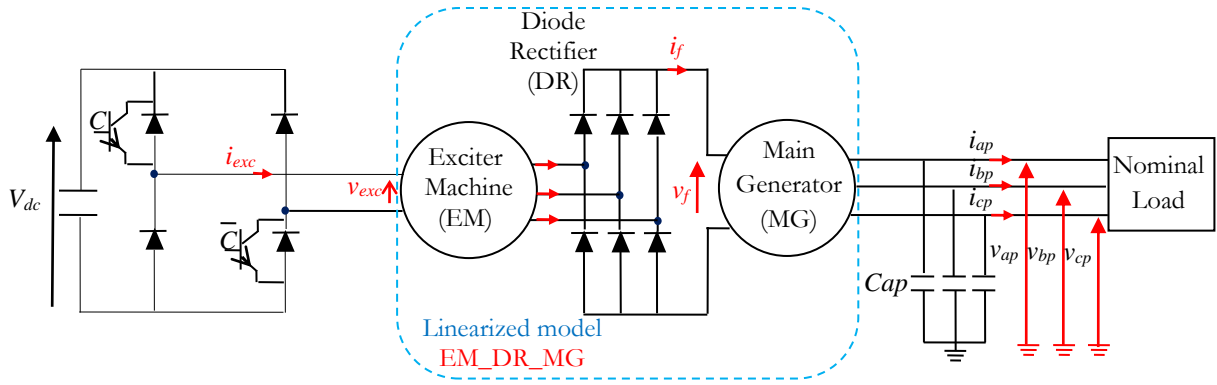 Diode
Rectifier
(DR)
i_f
C
V_dc
i_exc
v_exc
C̅
Exciter
Machine
(EM)
v_f
Main
Generator
(MG)
i_ap
i_bp
i_cp
Nominal
Load
v_ap
v_bp
v_cp
Cap
Linearized model
EM_DR_MG